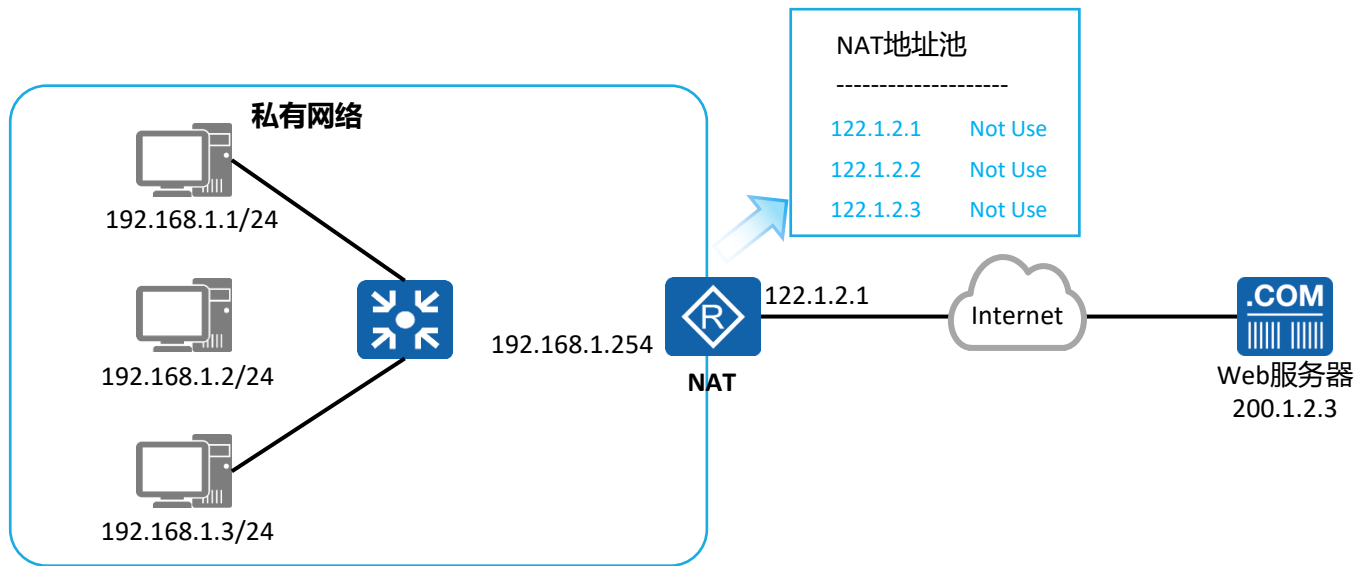 NAT地址池
---------------------
122.1.2.1 Not Use
122.1.2.2 Not Use
122.1.2.3 Not Use
私有网络
192.168.1.1/24
192.168.1.2/24
192.168.1.3/24
192.168.1.254
R
NAT
122.1.2.1
Internet
.COM
Web服务器
200.1.2.3